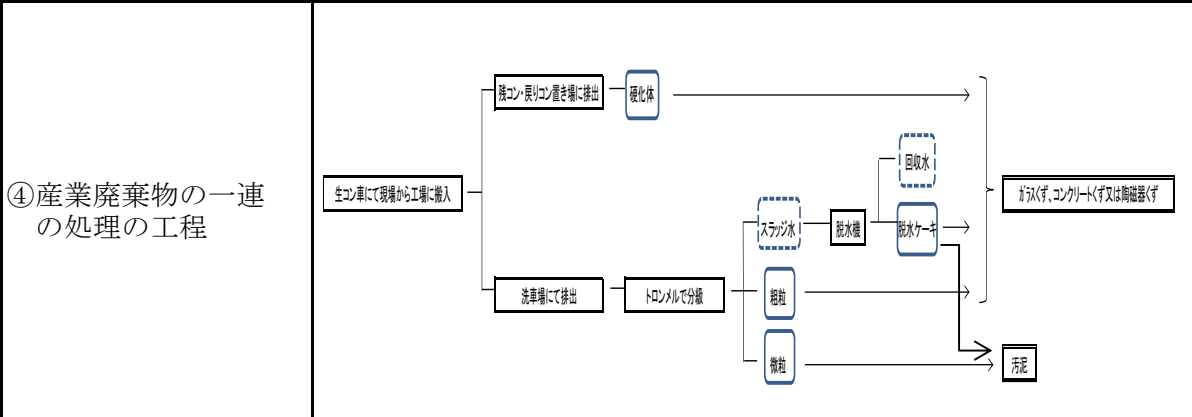 ④産業廃棄物の一連
の処理の工程
生コン車にて現場から工場に搬入
残コン・戻りコン置き場に排出
硬化体
洗車場にて排出
トロンメルで分級
スラッジ水
脱水機
回収水
脱水ケーキ
粗粒
微粒
ガラスくず、コンクリートくず又は陶磁器くず
汚泥